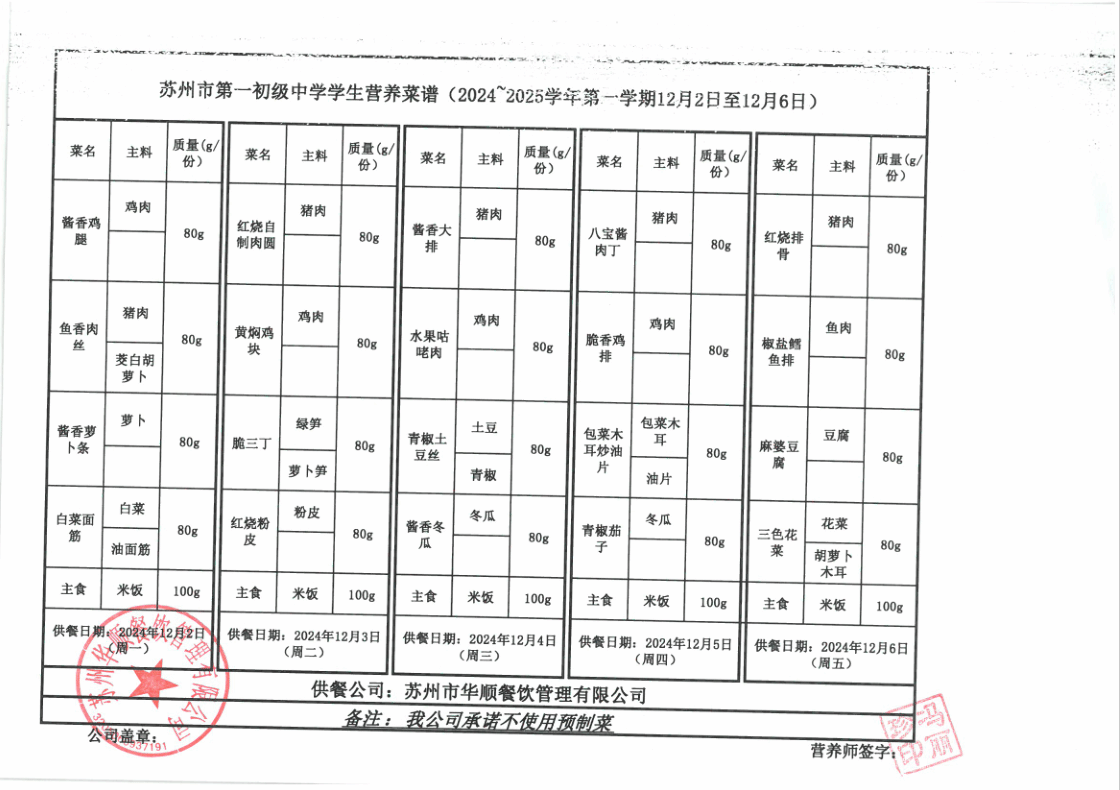 苏州市第一初级中学学生营养菜谱（2024~2025学年第一学期12月2日至12月6日）
菜名 主料 质量(g/份) 菜名 主料 质量(g/份) 菜名 主料 质量(g/份) 菜名 主料 质量(g/份) 菜名 主料 质量(g/份)
酱香鸡腿 鸡肉 80g 红烧自制肉圆 猪肉 80g 酱香大排 猪肉 80g 八宝酱肉丁 猪肉 80g 红烧排骨 猪肉 80g
鱼香肉丝 猪肉 茭白胡萝卜 80g 黄焖鸡块 鸡肉 80g 水果咕咾肉 鸡肉 80g 脆香鸡排 鸡肉 80g 椒盐鳕鱼排 鱼肉 80g
酱香萝卜条 萝卜 80g 脆三丁 绿笋 萝卜笋 80g 青椒土豆丝 土豆 青椒 80g 包菜木耳炒油片 包菜木耳 油片 80g 麻婆豆腐 豆腐 80g
白菜面筋 白菜 油面筋 80g 红烧粉皮 粉皮 80g 酱香冬瓜 冬瓜 80g 青椒茄子 冬瓜 80g 三色花菜 花菜 胡萝卜木耳 80g
主食 米饭 100g 主食 米饭 100g 主食 米饭 100g 主食 米饭 100g 主食 米饭 100g
供餐日期：2024年12月2日（周一） 供餐日期：2024年12月3日（周二） 供餐日期：2024年12月4日（周三） 供餐日期：2024年12月5日（周四） 供餐日期：2024年12月6日（周五）
供餐公司：苏州市华顺餐饮管理有限公司
备注：我公司承诺不使用预制菜
公司盖章：
苏州华顺餐饮管理有限公司
营养师签字：
冯丽珍印